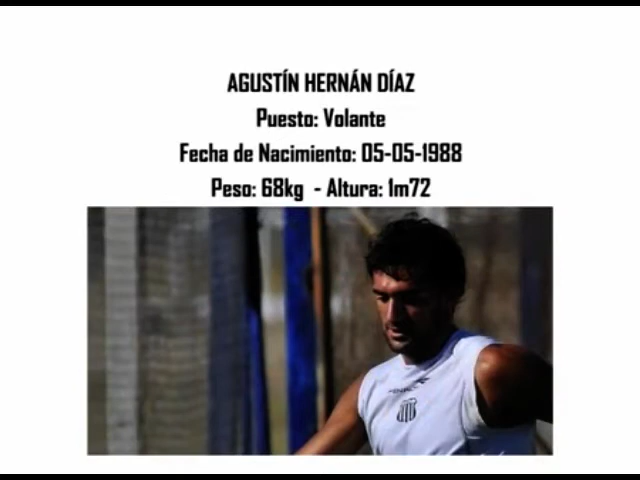 AGUSTÍN HERNÁN DÍAZ
Puesto: Volante
Fecha de Nacimiento: 05-05-1988
Peso: 68kg - Altura: 1m72